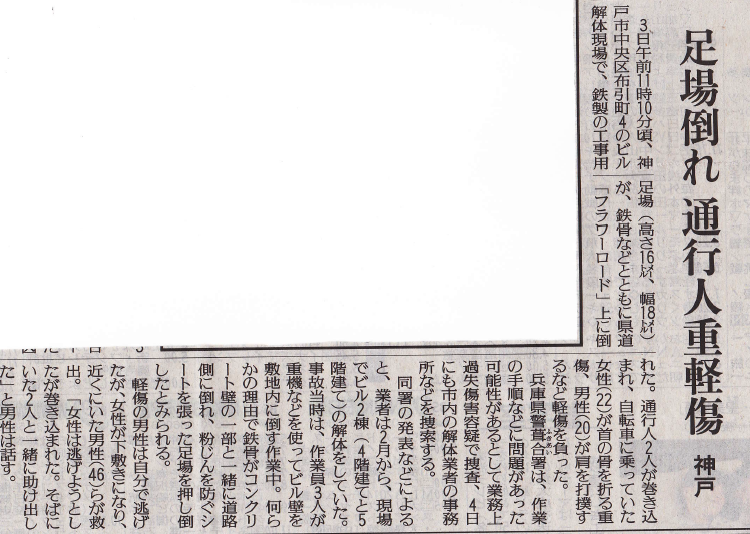 足場倒れ 通行人重軽傷 神戸
3日午前11時10分頃、神
戸市中央区布引町4のビル
解体現場で、鉄製の工事用
足場(高さ16㍍、幅18㍍)
が、鉄骨などとともに県道
「フラワーロード」上に倒
れた。通行人2人が巻き込
まれ、自転車に乗っていた
女性(22)が首の骨を折る重
傷、男性(20)が肩を打撲す
るなど軽傷を負った。
兵庫県警葺合署は、作業
ふきあい
の手順などに問題があった
可能性があるとして業務上
過失傷害容疑で捜査、4日
にも市内の解体業者の事務
所などを捜索する。
同署の発表などによる
と、業者は2月から、現場
でビル2棟(4階建てと5
階建て)の解体をしていた。
事故当時は、作業員3人が
重機などを使ってビル壁を
敷地内に倒す作業中。何ら
かの理由で鉄骨がコンクリ
ート壁の一部と一緒に道路
側に倒れ、粉じんを防ぐシ
ートを張った足場を押し倒
したとみられる。
軽傷の男性は自分で逃げ
たが、女性が下敷きになり、
近くにいた男性(46)らが救
出。「女性は逃げようとし
たが巻き込まれた。そばに
いた2人と一緒に助け出し
た」と男性は話す。